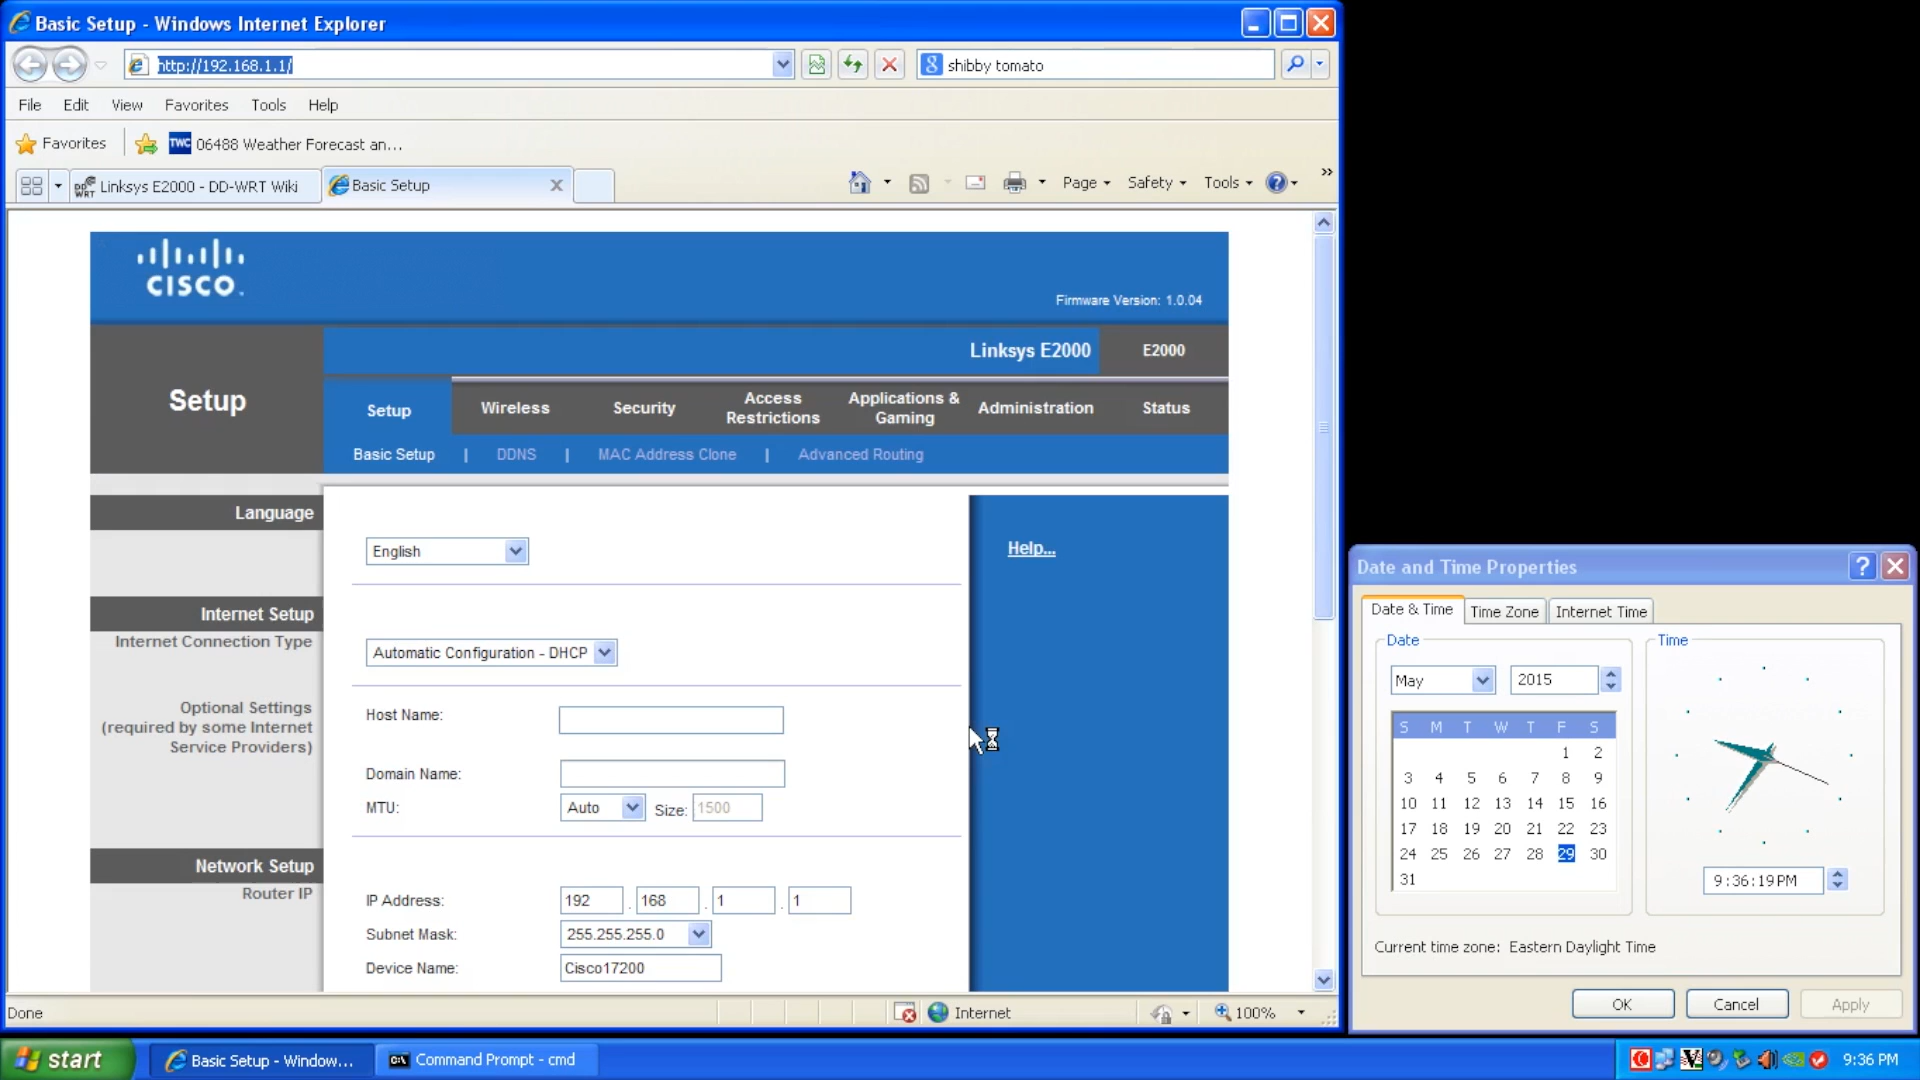 Basic Setup - Windows Internet Explorer
http://192.168.1.1/
shibby tomato
File Edit View Favorites Tools Help
Favorites
TWC 06488 Weather Forecast an...
Linksys E2000 - DD-WRT Wiki
Basic Setup
Page Safety Tools
CISCO
Firmware Version: 1.0.04
Linksys E2000
E2000
Setup
Setup
Wireless
Security
Access
Restrictions
Applications &
Gaming
Administration
Status
Basic Setup | DDNS | MAC Address Clone | Advanced Routing
Language
English
Help...
Internet Setup
Internet Connection Type
Automatic Configuration - DHCP
Optional Settings
(required by some Internet
Service Providers)
Host Name:
Domain Name:
MTU: Auto Size: 1500
Network Setup
Router IP
IP Address: 192 . 168 . 1 . 1
Subnet Mask: 255.255.255.0
Device Name: Cisco17200
Done
Internet
100%
Date and Time Properties
Date & Time Time Zone Internet Time
Date
May 2015
S M T W T F S
1 2
3 4 5 6 7 8 9
10 11 12 13 14 15 16
17 18 19 20 21 22 23
24 25 26 27 28 29 30
31
Time
9:36:19 PM
Current time zone: Eastern Daylight Time
OK Cancel Apply
start
Basic Setup - Window...
Command Prompt - cmd
9:36 PM